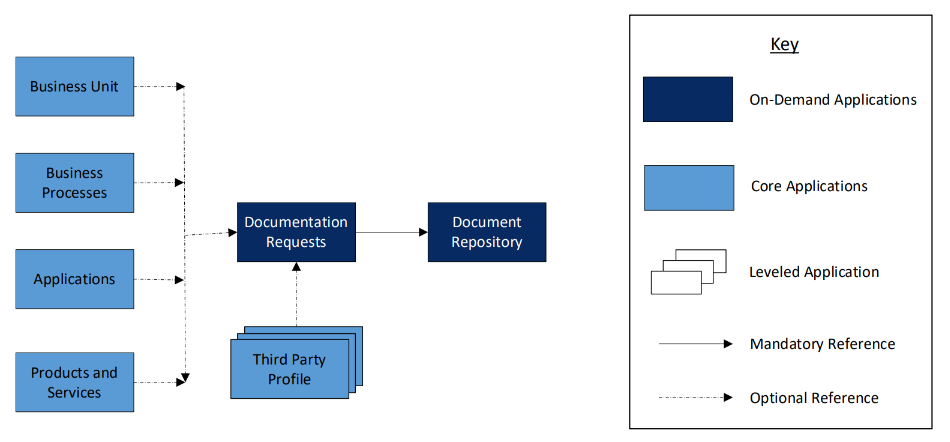 Business Unit
Business
Processes
Applications
Products and
Services
Documentation
Requests
Document
Repository
Third Party
Profile
Key
On-Demand Applications
Core Applications
Leveled Application
Mandatory Reference
Optional Reference